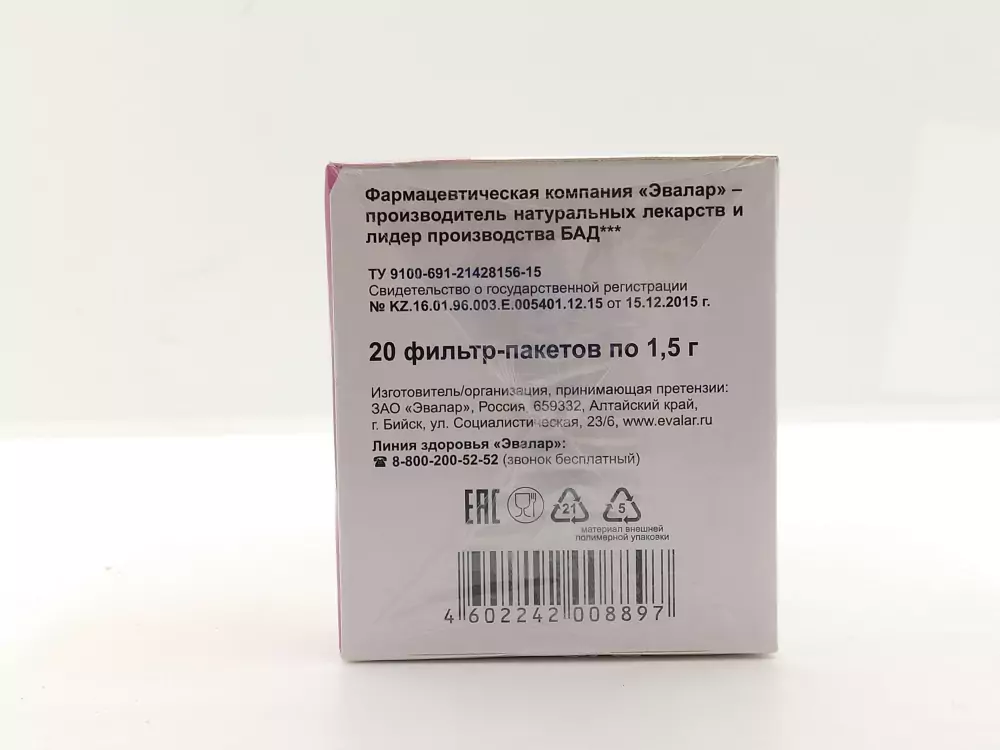 Фармацевтическая компания «Эвалар» –
производитель натуральных лекарств и
лидер производства БАД***
ТУ 9100-691-21428156-15
Свидетельство о государственной регистрации
№ KZ.16.01.96.003.E.005401.12.15 от 15.12.2015 г.
20 фильтр-пакетов по 1,5 г
Изготовитель/организация, принимающая претензии:
ЗАО «Эвалар», Россия, 659332, Алтайский край,
г. Бийск, ул. Социалистическая, 23/6, www.evalar.ru
Линия здоровья «Эвалар»:
☎ 8-800-200-52-52 (звонок бесплатный)
EAC 21 5
материал внешней
полимерной упаковки
4 602242 008897